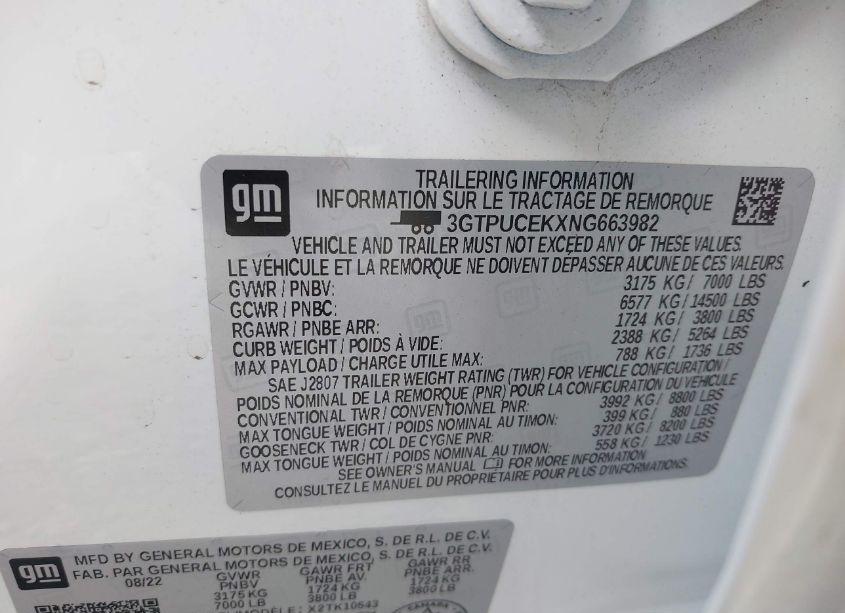 gm
TRAILERING INFORMATION
INFORMATION SUR LE TRACTAGE DE REMORQUE
3GTPUCEKXNG663982
VEHICLE AND TRAILER MUST NOT EXCEED ANY OF THESE VALUES.
LE VÉHICULE ET LA REMORQUE NE DOIVENT DÉPASSER AUCUNE DE CES VALEURS.
GVWR / PNBV: 3175 KG / 7000 LBS
GCWR / PNBC: 6577 KG / 14500 LBS
RGAWR / PNBE ARR: 1724 KG / 3800 LBS
CURB WEIGHT / POIDS À VIDE: 2388 KG / 5264 LBS
MAX PAYLOAD / CHARGE UTILE MAX: 788 KG / 1736 LBS
SAE J2807 TRAILER WEIGHT RATING (TWR) FOR VEHICLE CONFIGURATION /
POIDS NOMINAL DE LA REMORQUE (PNR) POUR LA CONFIGURATION DU VÉHICULE
CONVENTIONAL TWR / CONVENTIONNEL PNR: 3992 KG / 8800 LBS
MAX TONGUE WEIGHT / POIDS NOMINAL AU TIMON: 399 KG / 880 LBS
GOOSENECK TWR / COL DE CYGNE PNR: 3720 KG / 8200 LBS
MAX TONGUE WEIGHT / POIDS NOMINAL AU TIMON: 558 KG / 1230 LBS
SEE OWNER'S MANUAL FOR MORE INFORMATION
CONSULTEZ LE MANUEL DU PROPRIÉTAIRE POUR PLUS D'INFORMATIONS.
gm
MFD BY GENERAL MOTORS DE MEXICO, S. DE R.L. DE C.V.
FAB. PAR GENERAL MOTORS DE MEXICO, S. DE R.L. DE C.V.
08/22 GVWR GAWR FRT GAWR RR
PNBV PNBE AV. PNBE ARR.
3175 KG 1724 KG 1724 KG
7000 LB 3800 LB 3800 LB
X2TK10543
CANADA